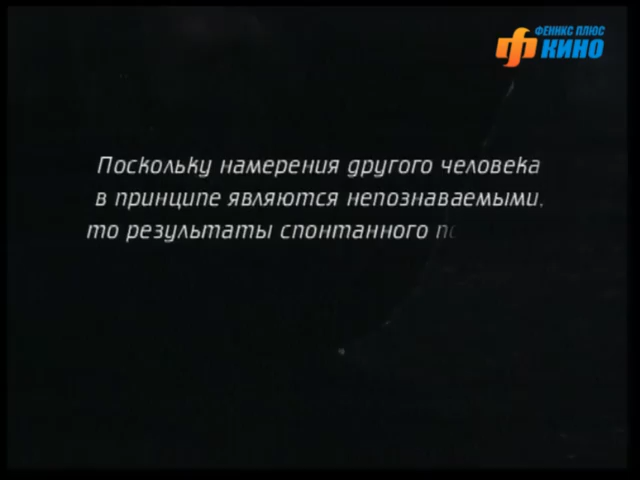 ФЕНИКС ПЛЮС
КИНО
Поскольку намерения другого человека
в принципе являются непознаваемыми,
то результаты спонтанного